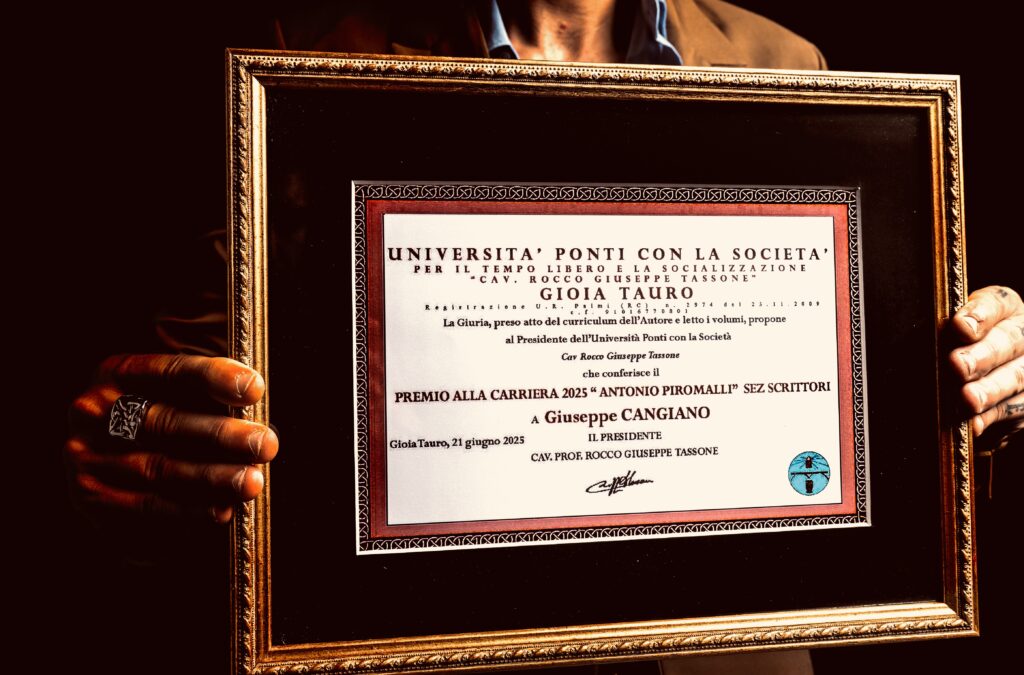 UNIVERSITA’ PONTI CON LA SOCIETA’
PER IL TEMPO LIBERO E LA SOCIALIZZAZIONE
“CAV. ROCCO GIUSEPPE TASSONE”
GIOIA TAURO
Registrazione U.R. Palmi (RC) n. 2974 del 23.11.2009
c.f. 91016770801
La Giuria, preso atto del curriculum dell’Autore e letto i volumi, propone
al Presidente dell’Università Ponti con la Società
Cav Rocco Giuseppe Tassone
che conferisce il
PREMIO ALLA CARRIERA 2025 “ ANTONIO PIROMALLI” SEZ SCRITTORI
A Giuseppe CANGIANO
IL PRESIDENTE
Gioia Tauro, 21 giugno 2025
CAV. PROF. ROCCO GIUSEPPE TASSONE